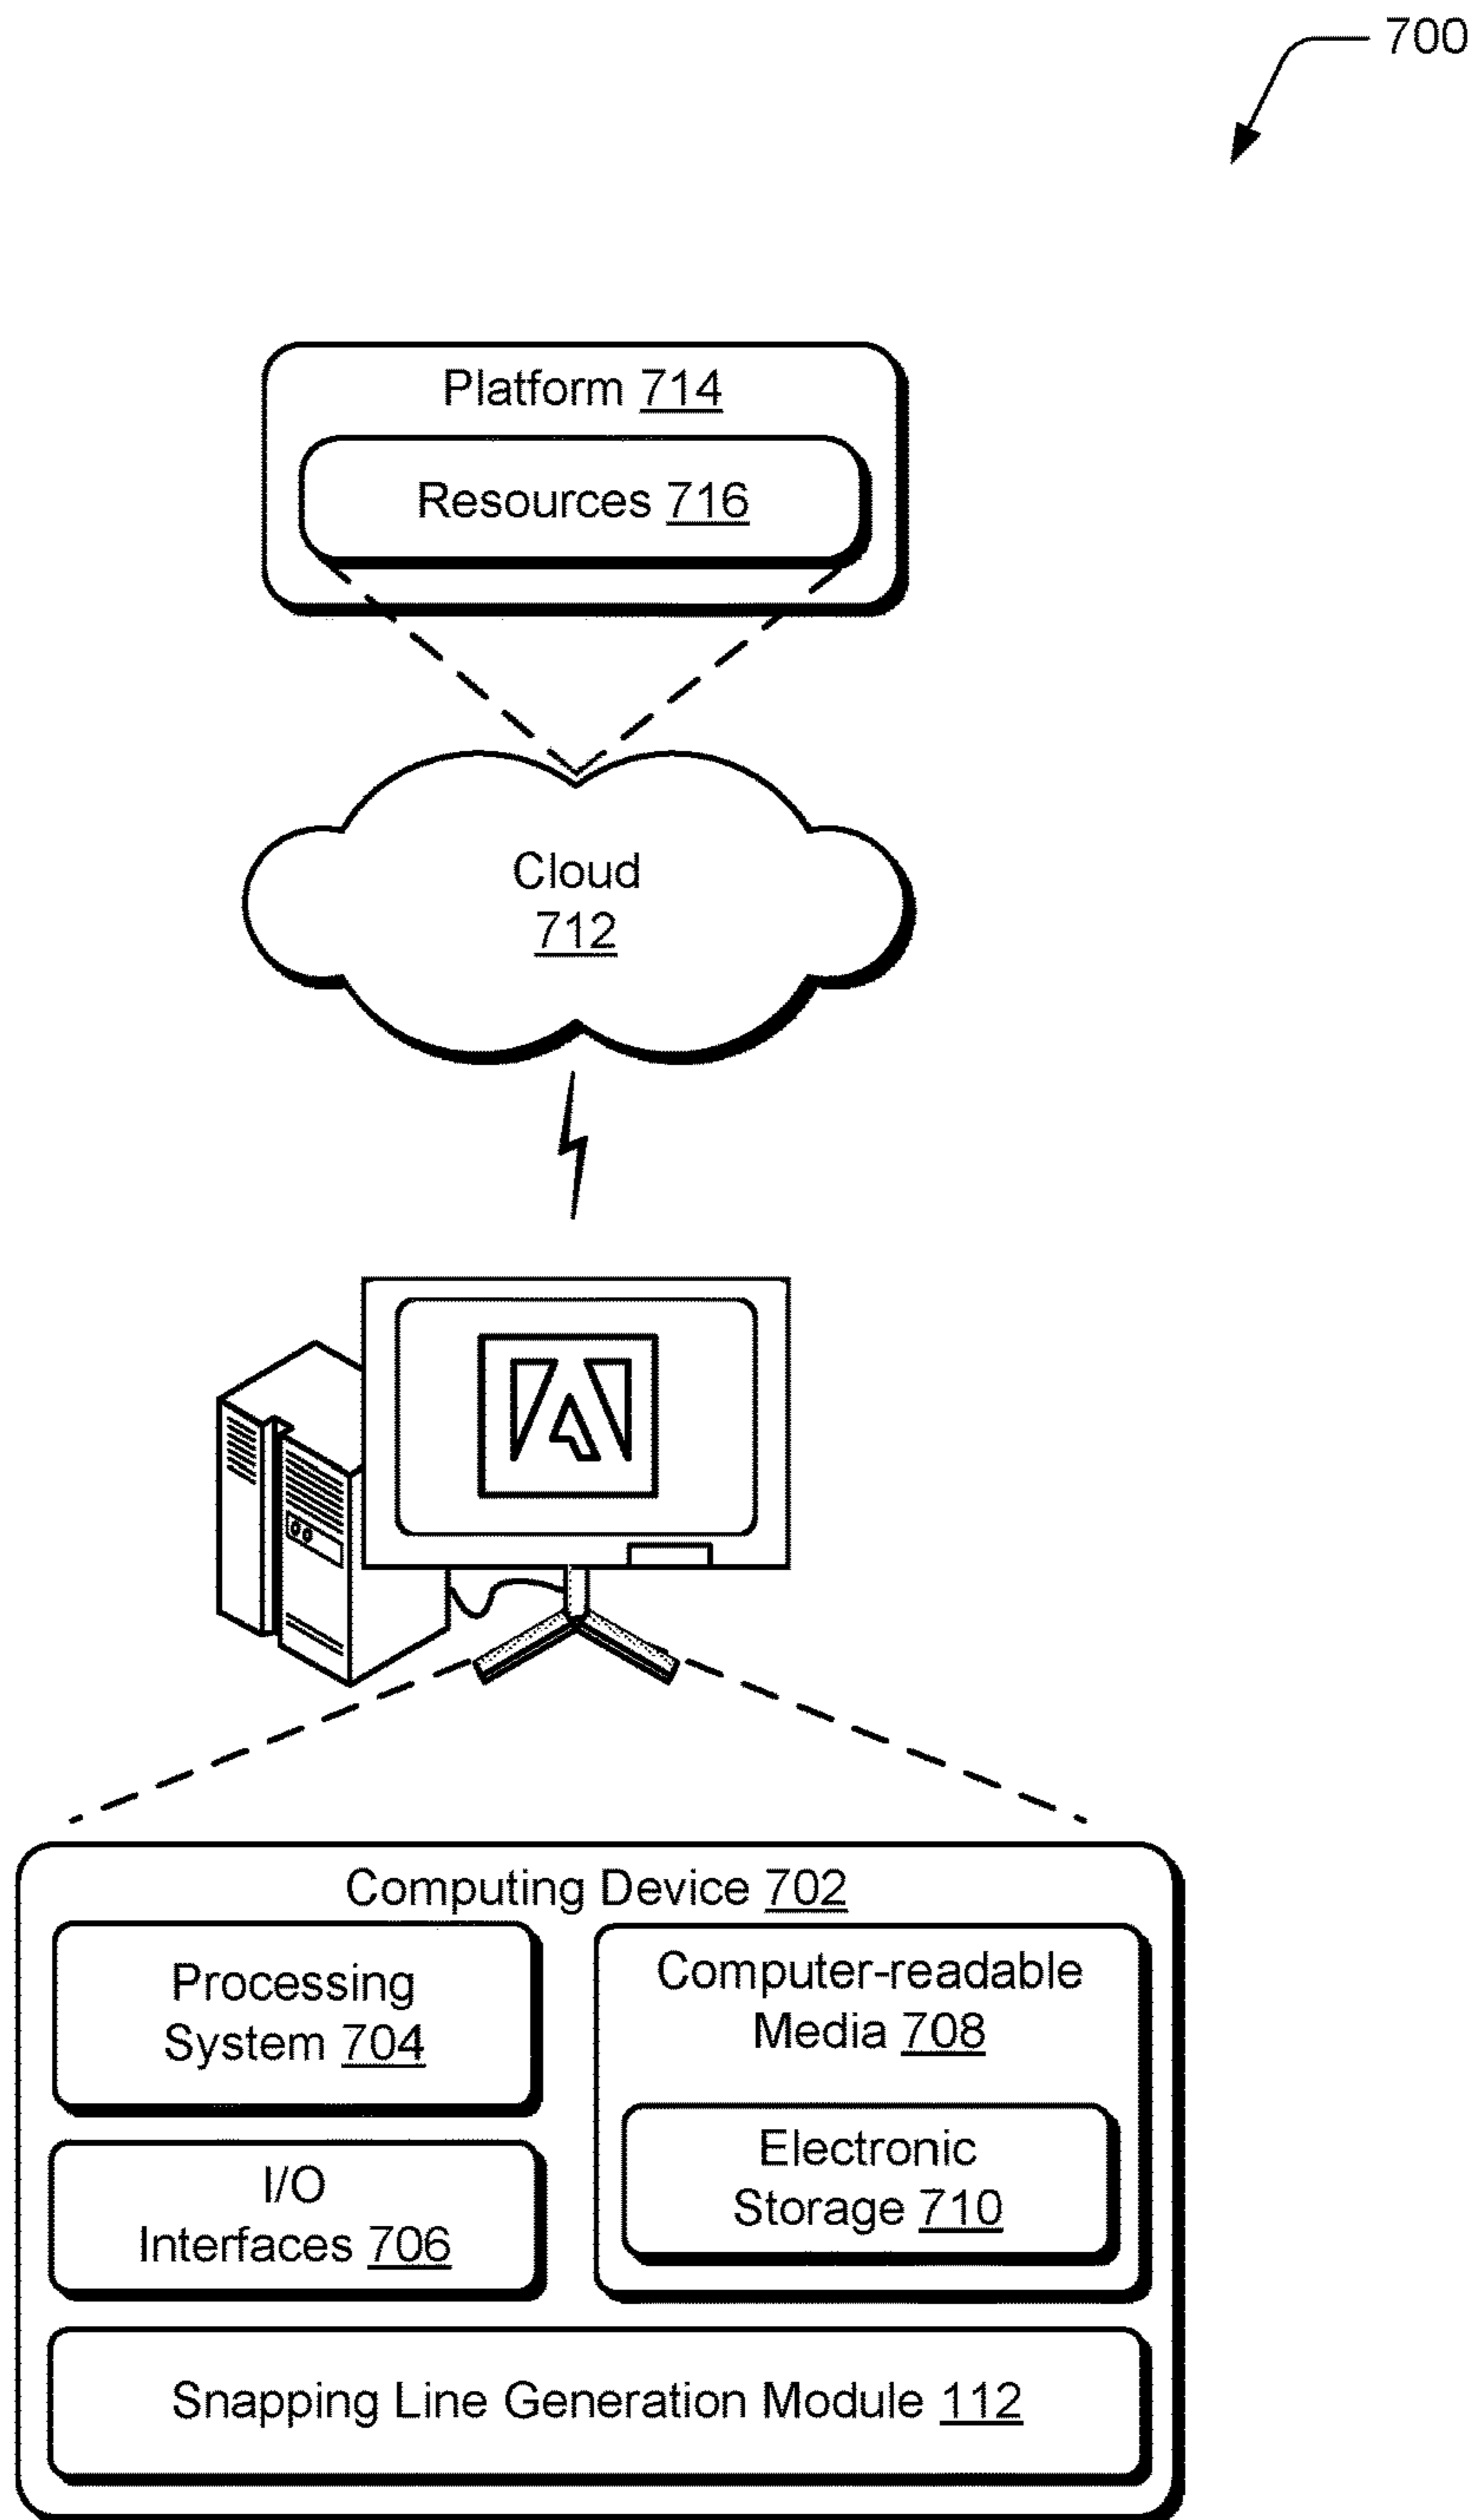 700
Platform 714
Resources 716
Cloud
712
Computing Device 702
Processing
System 704
I/O
Interfaces 706
Computer-readable
Media 708
Electronic
Storage 710
Snapping Line Generation Module 112